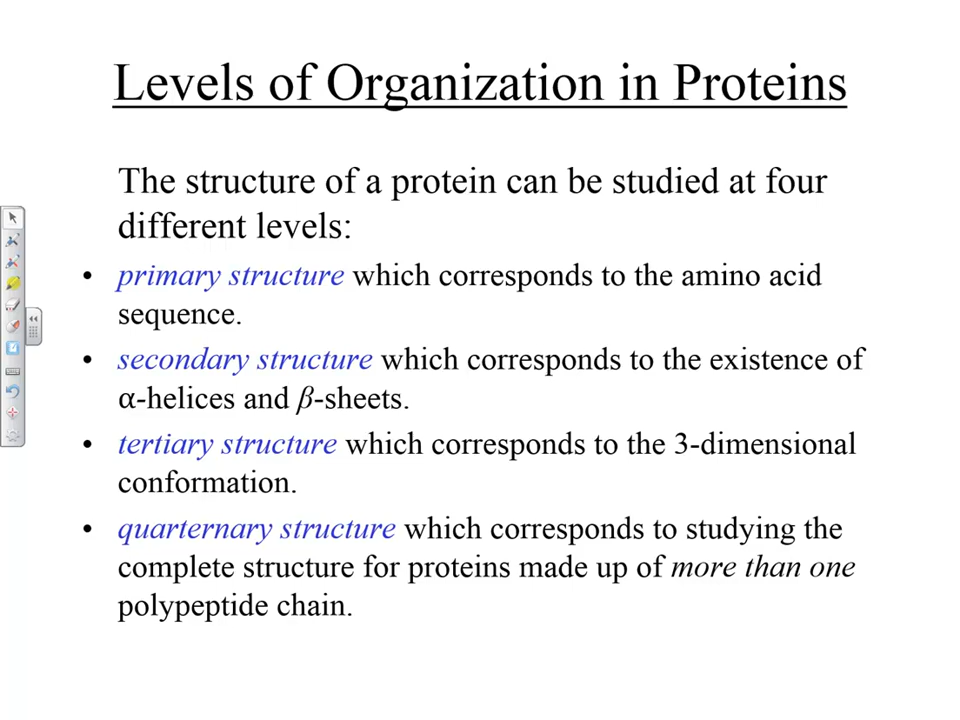 Levels of Organization in Proteins
The structure of a protein can be studied at four
different levels:
• primary structure which corresponds to the amino acid
sequence.
• secondary structure which corresponds to the existence of
α-helices and β-sheets.
• tertiary structure which corresponds to the 3-dimensional
conformation.
• quarternary structure which corresponds to studying the
complete structure for proteins made up of more than one
polypeptide chain.